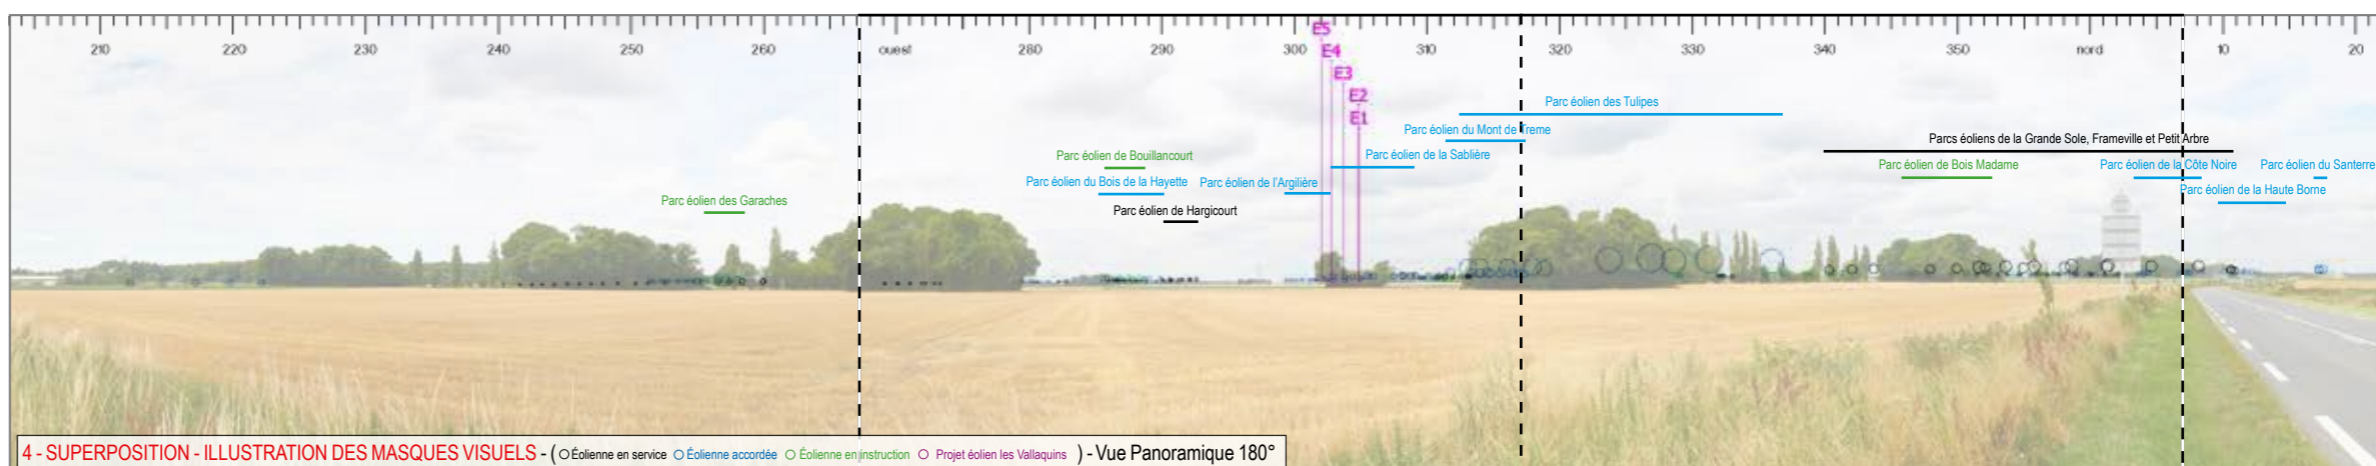 210 220 230 240 250 260 ouest 280 290 300 310 320 330 340 350 nord 10 20
E5
E4
E3
E2
E1
Parc éolien des Tulipes
Parc éolien du Mont de Treme
Parcs éoliens de la Grande Sole, Frameville et Petit Arbre
Parc éolien de Bouillancourt
Parc éolien de la Sablière
Parc éolien de Bois Madame
Parc éolien de la Côte Noire
Parc éolien du Santerre
Parc éolien du Bois de la Hayette
Parc éolien de l'Argilière
Parc éolien de la Haute Borne
Parc éolien des Garaches
Parc éolien de Hargicourt
4 - SUPERPOSITION - ILLUSTRATION DES MASQUES VISUELS - ( Éolienne en service Éolienne accordée Éolienne en instruction Projet éolien les Vallaquins ) - Vue Panoramique 180°